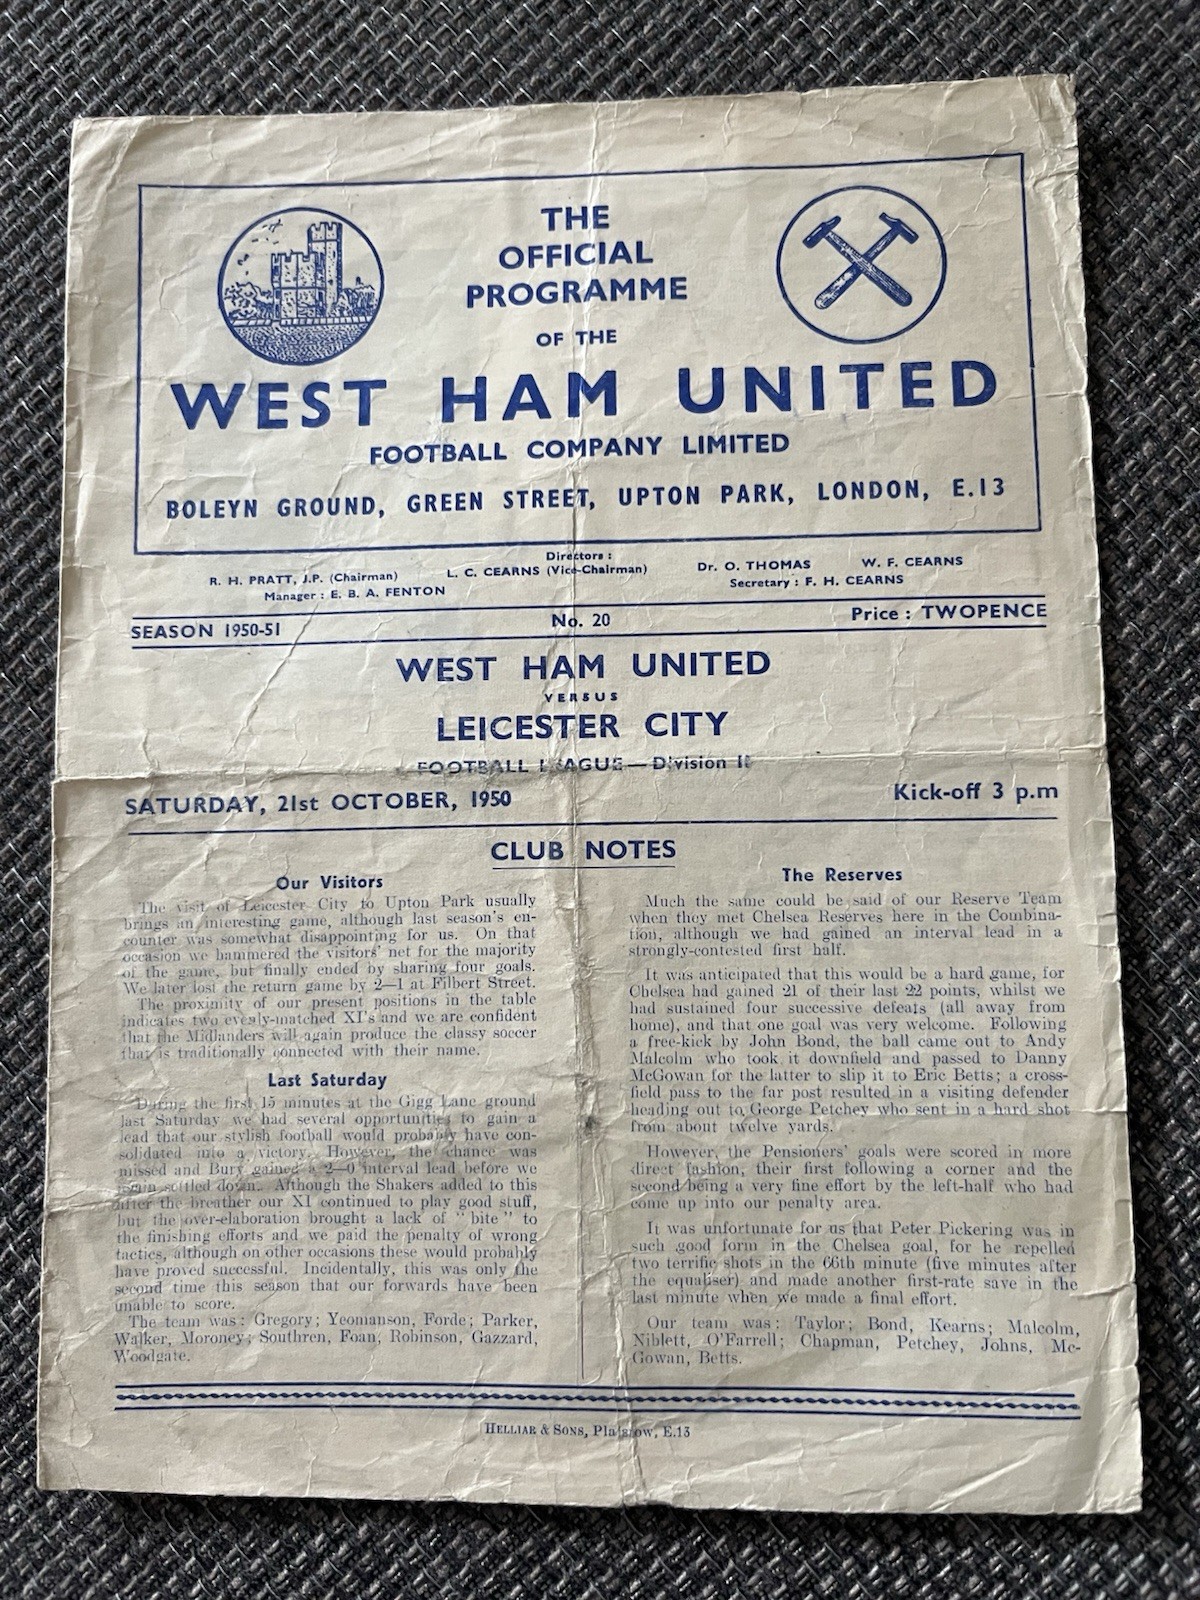 THE
OFFICIAL
PROGRAMME
OF THE
WEST HAM UNITED
FOOTBALL COMPANY LIMITED
BOLEYN GROUND, GREEN STREET, UPTON PARK, LONDON, E.13
Directors :
R. H. PRATT, J.P. (Chairman) L. C. CEARNS (Vice-Chairman) Dr. O. THOMAS W. F. CEARNS
Manager : E. B. A. FENTON Secretary : F. H. CEARNS
SEASON 1950-51 No. 20 Price : TWOPENCE
WEST HAM UNITED
VERSUS
LEICESTER CITY
FOOTBALL LEAGUE—Division II
SATURDAY, 21st OCTOBER, 1950 Kick-off 3 p.m
CLUB NOTES
Our Visitors
The visit of Leicester City to Upton Park usually
brings an interesting game, although last season's en-
counter was somewhat disappointing for us. On that
occasion we hammered the visitors' net for the majority
of the game, but finally ended by sharing four goals.
We later lost the return game by 2—1 at Filbert Street.
The proximity of our present positions in the table
indicates two evenly-matched XI's and we are confident
that the Midlanders will again produce the classy soccer
that is traditionally connected with their name.
Last Saturday
During the first 15 minutes at the Gigg Lane ground
last Saturday we had several opportunities to gain a
lead that our stylish football would probably have con-
solidated into a victory. However, the chance was
missed and Bury gained a 2—0 interval lead before we
again settled down. Although the Shakers added to this
after the breather our XI continued to play good stuff,
but the over-elaboration brought a lack of "bite" to
the finishing efforts and we paid the penalty of wrong
tactics, although on other occasions these would probably
have proved successful. Incidentally, this was only the
second time this season that our forwards have been
unable to score.
The team was: Gregory; Yeomanson, Forde; Parker,
Walker, Moroney; Southren, Foan, Robinson, Gazzard,
Woodgate.
The Reserves
Much the same could be said of our Reserve Team
when they met Chelsea Reserves here in the Combina-
tion, although we had gained an interval lead in a
strongly-contested first half.
It was anticipated that this would be a hard game, for
Chelsea had gained 21 of their last 22 points, whilst we
had sustained four successive defeats (all away from
home), and that one goal was very welcome. Following
a free-kick by John Bond, the ball came out to Andy
Malcolm who took it downfield and passed to Danny
McGowan for the latter to slip it to Eric Betts; a cross-
field pass to the far post resulted in a visiting defender
heading out to George Petchey who sent in a hard shot
from about twelve yards.
However, the Pensioners' goals were scored in more
direct fashion, their first following a corner and the
second being a very fine effort by the left-half who had
come up into our penalty area.
It was unfortunate for us that Peter Pickering was in
such good form in the Chelsea goal, for he repelled
two terrific shots in the 66th minute (five minutes after
the equaliser) and made another first-rate save in the
last minute when we made a final effort.
Our team was: Taylor; Bond, Kearns; Malcolm,
Niblett, O'Farrell; Chapman, Petchey, Johns, Mc-
Gowan, Betts.
HELLIAR & SONS, Plaistow, E.13